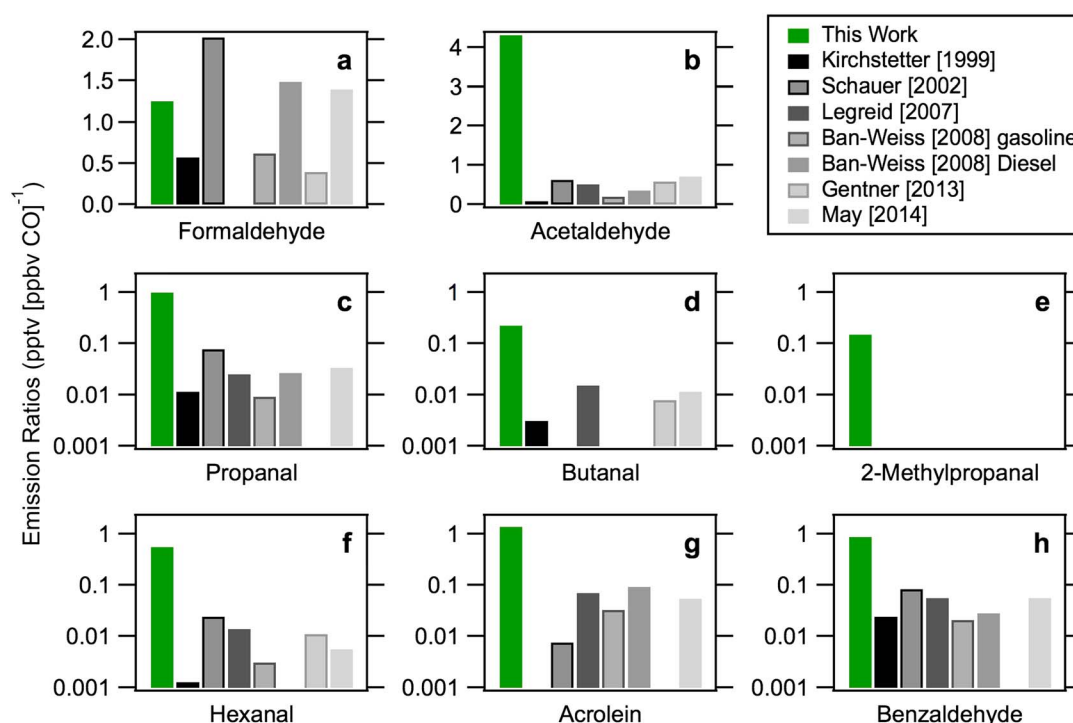 Emission Ratios (pptv [ppbv CO]⁻¹)
2.0
1.5
1.0
0.5
0.0
a
Formaldehyde
4
3
2
1
0
b
Acetaldehyde
This Work
Kirchstetter [1999]
Schauer [2002]
Legreid [2007]
Ban-Weiss [2008] gasoline
Ban-Weiss [2008] Diesel
Gentner [2013]
May [2014]
1
0.1
0.01
0.001
c
Propanal
1
0.1
0.01
0.001
d
Butanal
1
0.1
0.01
0.001
e
2-Methylpropanal
1
0.1
0.01
0.001
f
Hexanal
1
0.1
0.01
0.001
g
Acrolein
1
0.1
0.01
0.001
h
Benzaldehyde